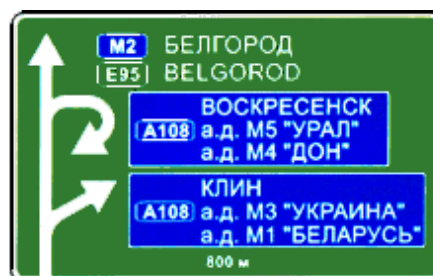 M2 БЕЛГОРОД
E95 BELGOROD
ВОСКРЕСЕНСК
A108 а.д. М5 "УРАЛ"
а.д. М4 "ДОН"
КЛИН
A108 а.д. М3 "УКРАИНА"
а.д. М1 "БЕЛАРУСЬ"
800 м